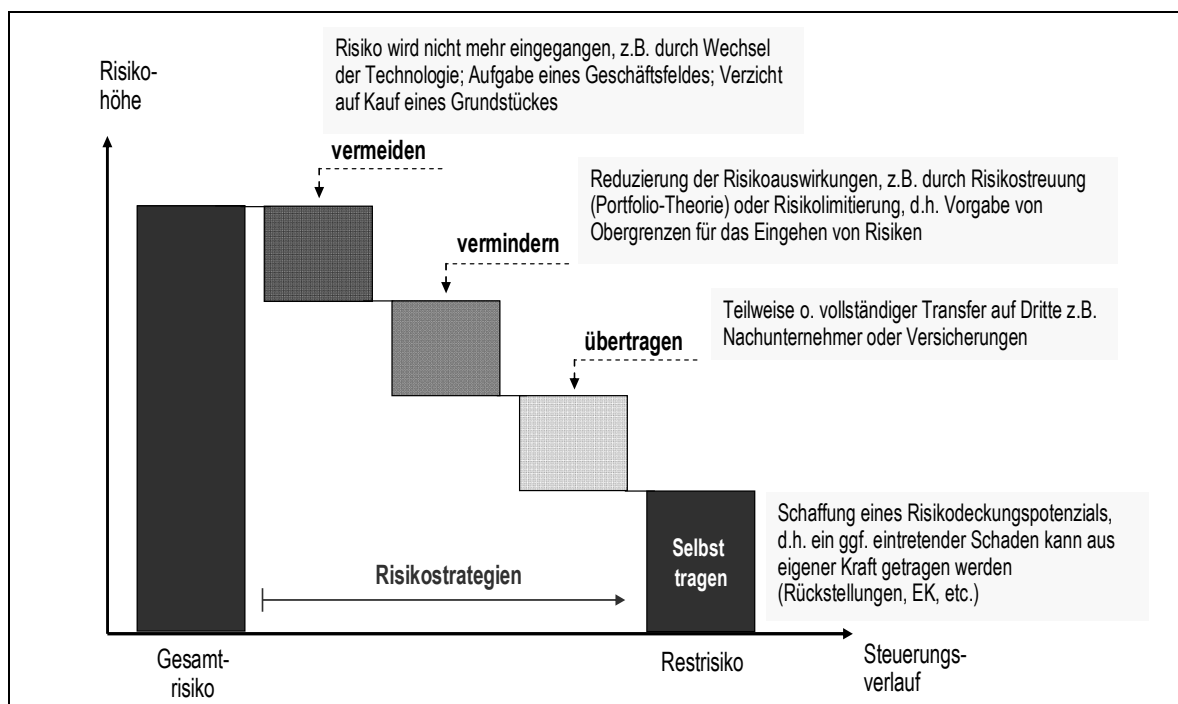 Risiko wird nicht mehr eingegangen, z.B. durch Wechsel
der Technologie; Aufgabe eines Geschäftsfeldes; Verzicht
auf Kauf eines Grundstückes
Risiko-
höhe
vermeiden
Reduzierung der Risikoauswirkungen, z.B. durch Risikostreuung
(Portfolio-Theorie) oder Risikolimitierung, d.h. Vorgabe von
Obergrenzen für das Eingehen von Risiken
vermindern
Teilweise o. vollständiger Transfer auf Dritte z.B.
Nachunternehmer oder Versicherungen
übertragen
Schaffung eines Risikodeckungspotenzials,
d.h. ein ggf. eintretender Schaden kann aus
eigener Kraft getragen werden
(Rückstellungen, EK, etc.)
Selbst
tragen
Risikostrategien
Gesamt-
risiko
Restrisiko
Steuerungs-
verlauf